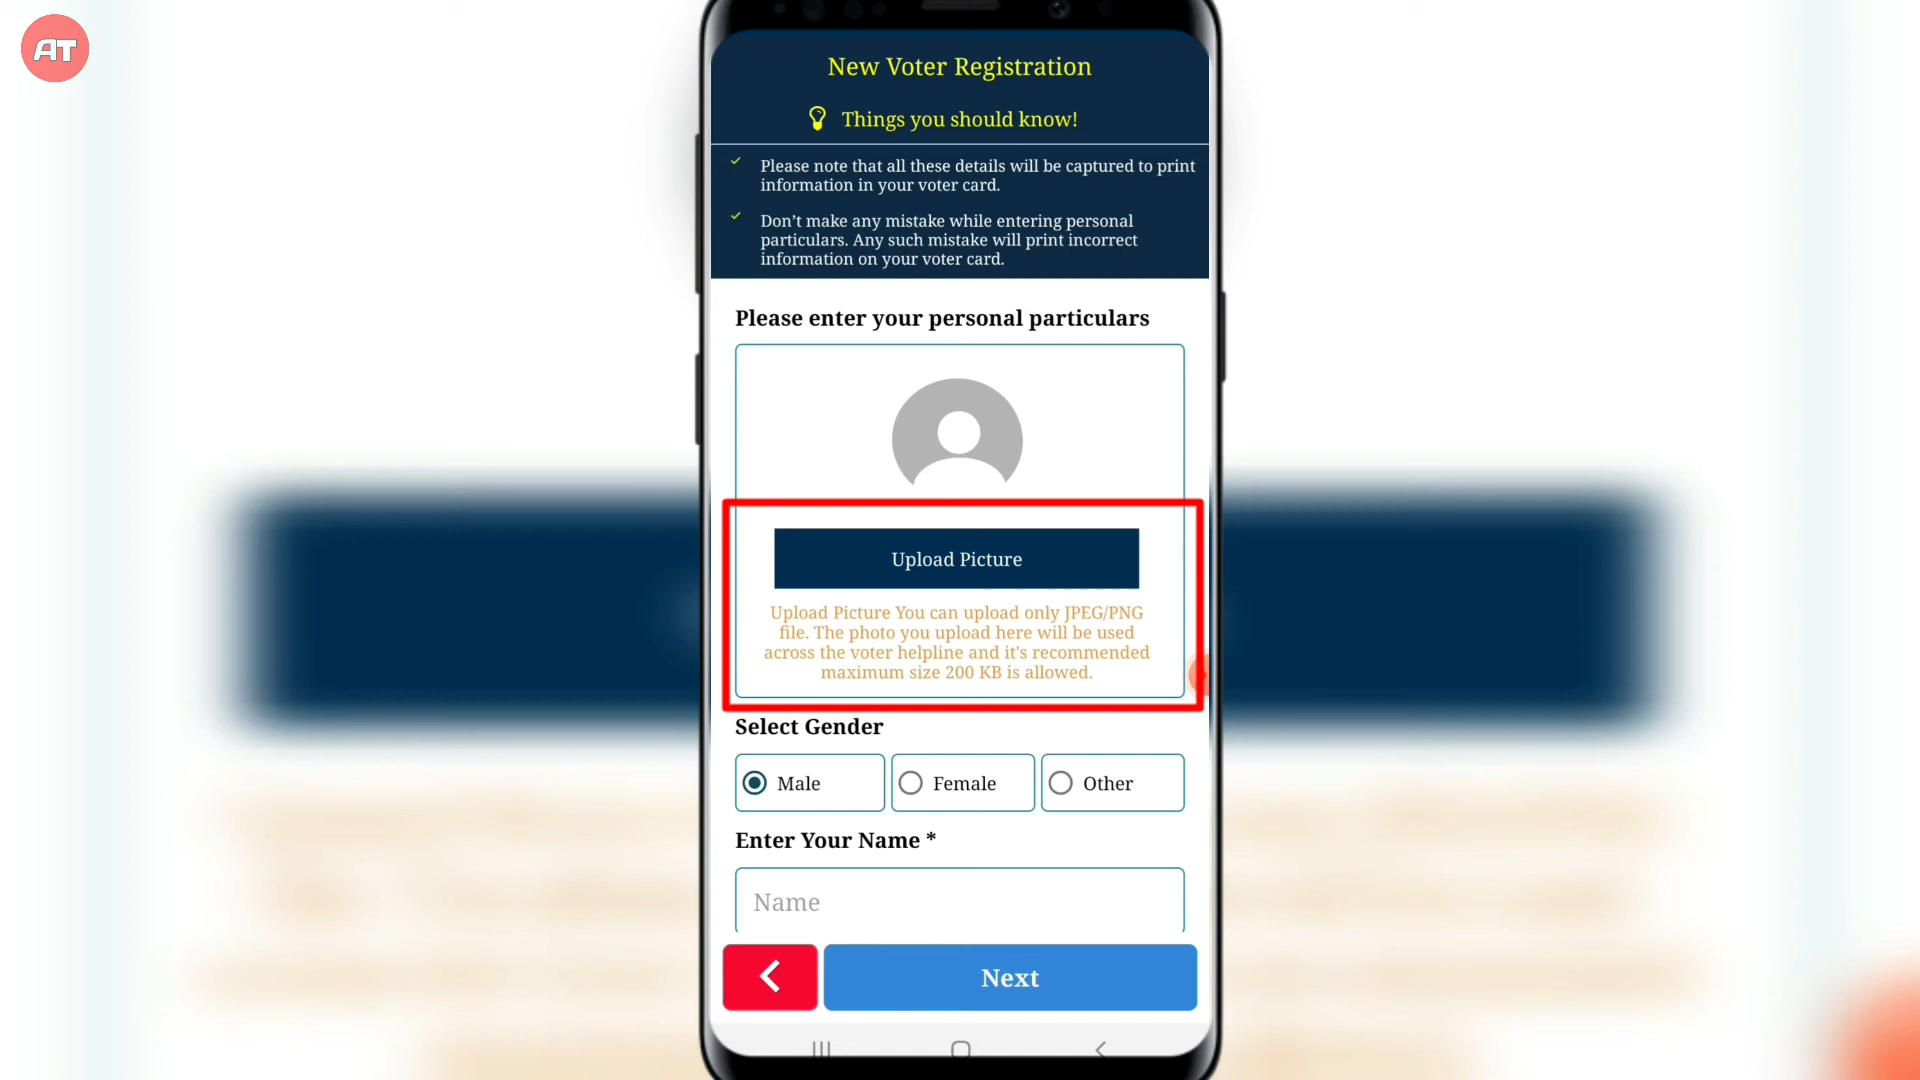 AT
New Voter Registration
Things you should know!
Please note that all these details will be captured to print
information in your voter card.
Don’t make any mistake while entering personal
particulars. Any such mistake will print incorrect
information on your voter card.
Please enter your personal particulars
Upload Picture
Upload Picture You can upload only JPEG/PNG
file. The photo you upload here will be used
across the voter helpline and it's recommended
maximum size 200 KB is allowed.
Select Gender
Male
Female
Other
Enter Your Name *
Name
Next